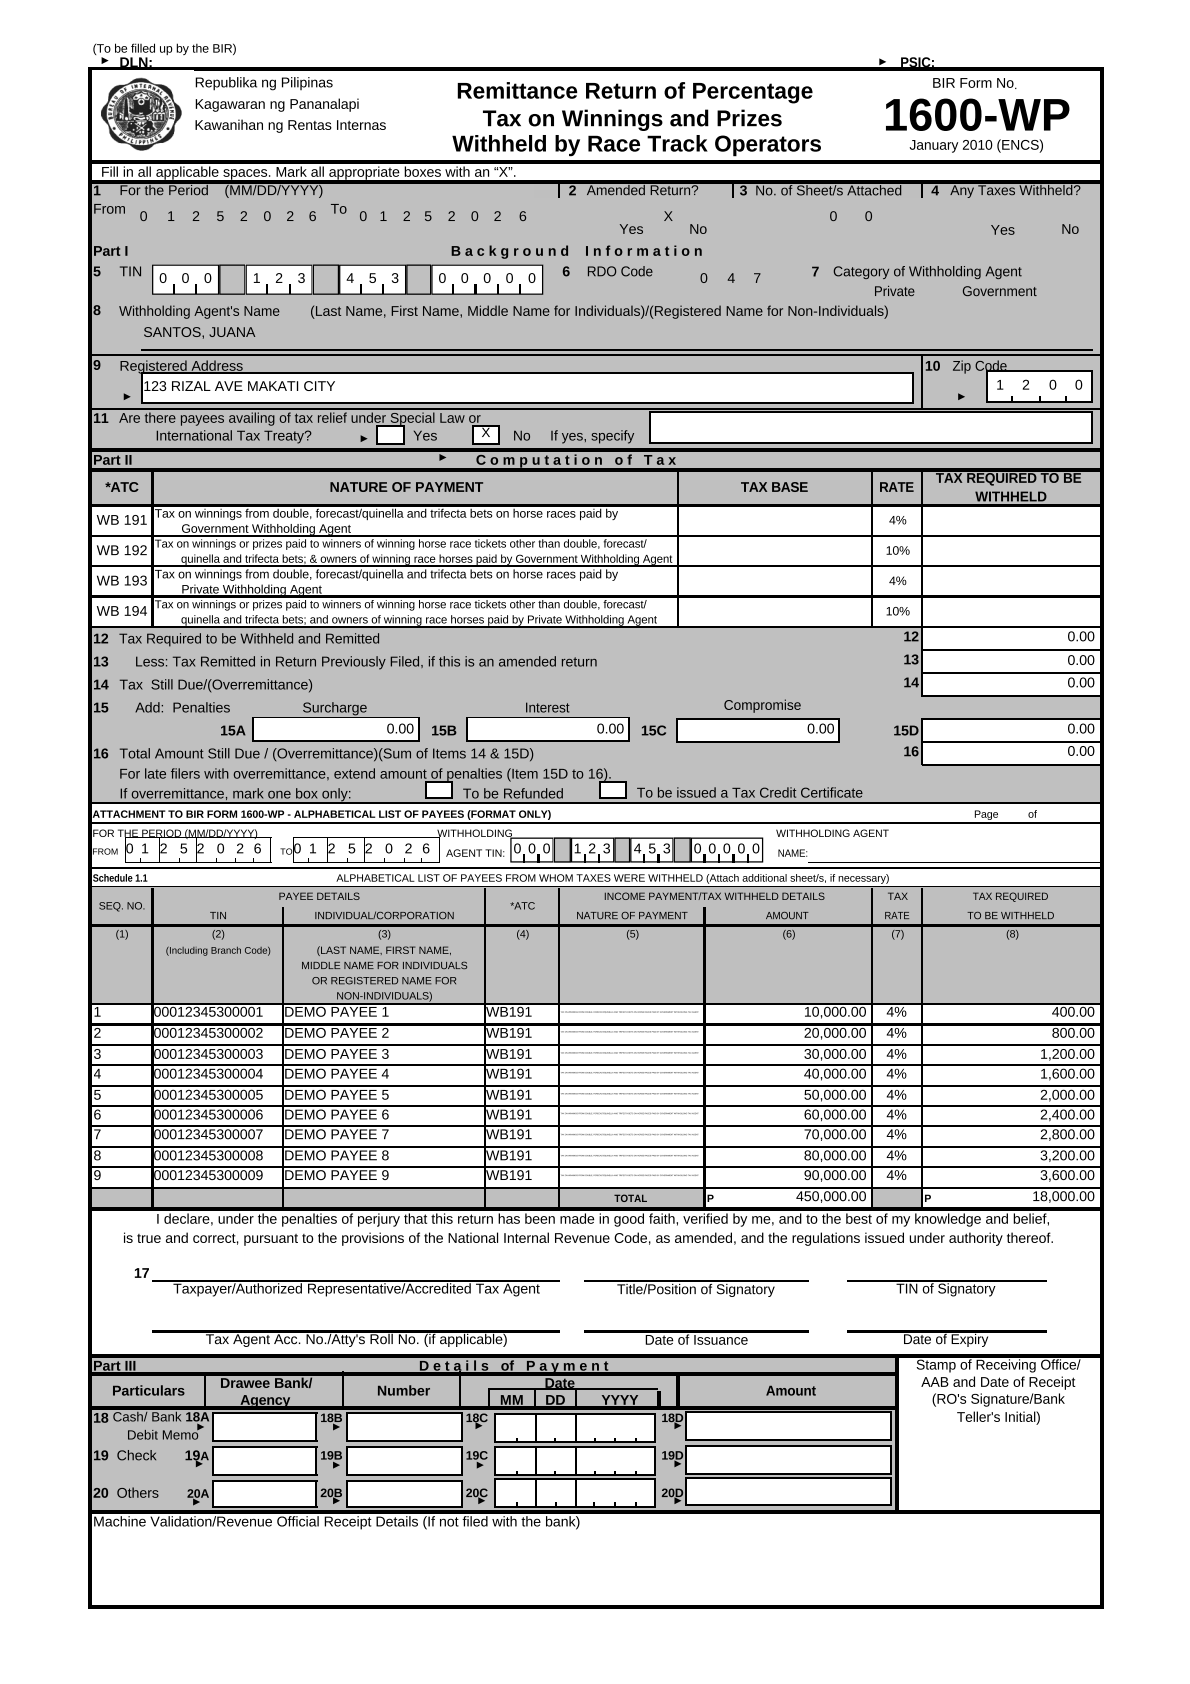 (To be filled up by the BIR)
► DLN: ► PSIC:
Republika ng Pilipinas
Kagawaran ng Pananalapi
Kawanihan ng Rentas Internas
Remittance Return of Percentage
Tax on Winnings and Prizes
Withheld by Race Track Operators
BIR Form No.
1600-WP
January 2010 (ENCS)
Fill in all applicable spaces. Mark all appropriate boxes with an “X”.
1 For the Period (MM/DD/YYYY) 2 Amended Return? 3 No. of Sheet/s Attached 4 Any Taxes Withheld?
From 0 1 2 5 2 0 2 6 To 0 1 2 5 2 0 2 6 X 0 0
Yes No Yes No
Part I Background Information
5 TIN 0 0 0 1 2 3 4 5 3 0 0 0 0 0 6 RDO Code 0 4 7 7 Category of Withholding Agent
Private Government
8 Withholding Agent's Name (Last Name, First Name, Middle Name for Individuals)/(Registered Name for Non-Individuals)
SANTOS, JUANA
9 Registered Address 10 Zip Code
► 123 RIZAL AVE MAKATI CITY ► 1 2 0 0
11 Are there payees availing of tax relief under Special Law or
International Tax Treaty? ► Yes X No If yes, specify
Part II ► Computation of Tax
*ATC NATURE OF PAYMENT TAX BASE RATE TAX REQUIRED TO BE WITHHELD
WB 191 Tax on winnings from double, forecast/quinella and trifecta bets on horse races paid by 4%
Government Withholding Agent
WB 192 Tax on winnings or prizes paid to winners of winning horse race tickets other than double, forecast/ 10%
quinella and trifecta bets; & owners of winning race horses paid by Government Withholding Agent
WB 193 Tax on winnings from double, forecast/quinella and trifecta bets on horse races paid by 4%
Private Withholding Agent
WB 194 Tax on winnings or prizes paid to winners of winning horse race tickets other than double, forecast/ 10%
quinella and trifecta bets; and owners of winning race horses paid by Private Withholding Agent
12 Tax Required to be Withheld and Remitted 12 0.00
13 Less: Tax Remitted in Return Previously Filed, if this is an amended return 13 0.00
14 Tax Still Due/(Overremittance) 14 0.00
15 Add: Penalties Surcharge Interest Compromise
15A 0.00 15B 0.00 15C 0.00 15D 0.00
16 Total Amount Still Due / (Overremittance)(Sum of Items 14 & 15D) 16 0.00
For late filers with overremittance, extend amount of penalties (Item 15D to 16).
If overremittance, mark one box only: To be Refunded To be issued a Tax Credit Certificate
ATTACHMENT TO BIR FORM 1600-WP - ALPHABETICAL LIST OF PAYEES (FORMAT ONLY) Page of
FOR THE PERIOD (MM/DD/YYYY) WITHHOLDING WITHHOLDING AGENT
FROM 0 1 2 5 2 0 2 6 TO 0 1 2 5 2 0 2 6 AGENT TIN: 0 0 0 1 2 3 4 5 3 0 0 0 0 0 NAME:
Schedule 1.1 ALPHABETICAL LIST OF PAYEES FROM WHOM TAXES WERE WITHHELD (Attach additional sheet/s, if necessary)
SEQ. NO. PAYEE DETAILS *ATC INCOME PAYMENT/TAX WITHHELD DETAILS TAX TAX REQUIRED
TIN INDIVIDUAL/CORPORATION NATURE OF PAYMENT AMOUNT RATE TO BE WITHHELD
(1) (2) (3) (4) (5) (6) (7) (8)
(Including Branch Code) (LAST NAME, FIRST NAME,
MIDDLE NAME FOR INDIVIDUALS
OR REGISTERED NAME FOR
NON-INDIVIDUALS)
1 00012345300001 DEMO PAYEE 1 WB191 10,000.00 4% 400.00
2 00012345300002 DEMO PAYEE 2 WB191 20,000.00 4% 800.00
3 00012345300003 DEMO PAYEE 3 WB191 30,000.00 4% 1,200.00
4 00012345300004 DEMO PAYEE 4 WB191 40,000.00 4% 1,600.00
5 00012345300005 DEMO PAYEE 5 WB191 50,000.00 4% 2,000.00
6 00012345300006 DEMO PAYEE 6 WB191 60,000.00 4% 2,400.00
7 00012345300007 DEMO PAYEE 7 WB191 70,000.00 4% 2,800.00
8 00012345300008 DEMO PAYEE 8 WB191 80,000.00 4% 3,200.00
9 00012345300009 DEMO PAYEE 9 WB191 90,000.00 4% 3,600.00
TOTAL P 450,000.00 P 18,000.00
I declare, under the penalties of perjury that this return has been made in good faith, verified by me, and to the best of my knowledge and belief,
is true and correct, pursuant to the provisions of the National Internal Revenue Code, as amended, and the regulations issued under authority thereof.
17
Taxpayer/Authorized Representative/Accredited Tax Agent Title/Position of Signatory TIN of Signatory
Tax Agent Acc. No./Atty's Roll No. (if applicable) Date of Issuance Date of Expiry
Part III Details of Payment
Particulars Drawee Bank/ Agency Number Date MM DD YYYY Amount
Stamp of Receiving Office/
AAB and Date of Receipt
(RO's Signature/Bank
Teller's Initial)
18 Cash/ Bank 18A 18B 18C 18D
Debit Memo
19 Check 19A 19B 19C 19D
20 Others 20A 20B 20C 20D
Machine Validation/Revenue Official Receipt Details (If not filed with the bank)